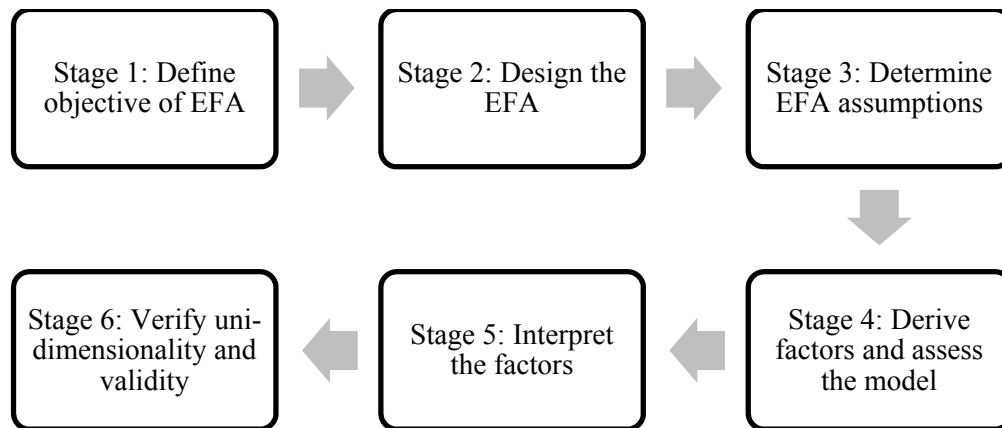 Stage 1: Define
objective of EFA
Stage 2: Design the
EFA
Stage 3: Determine
EFA assumptions
Stage 4: Derive
factors and assess
the model
Stage 5: Interpret
the factors
Stage 6: Verify uni-
dimensionality and
validity